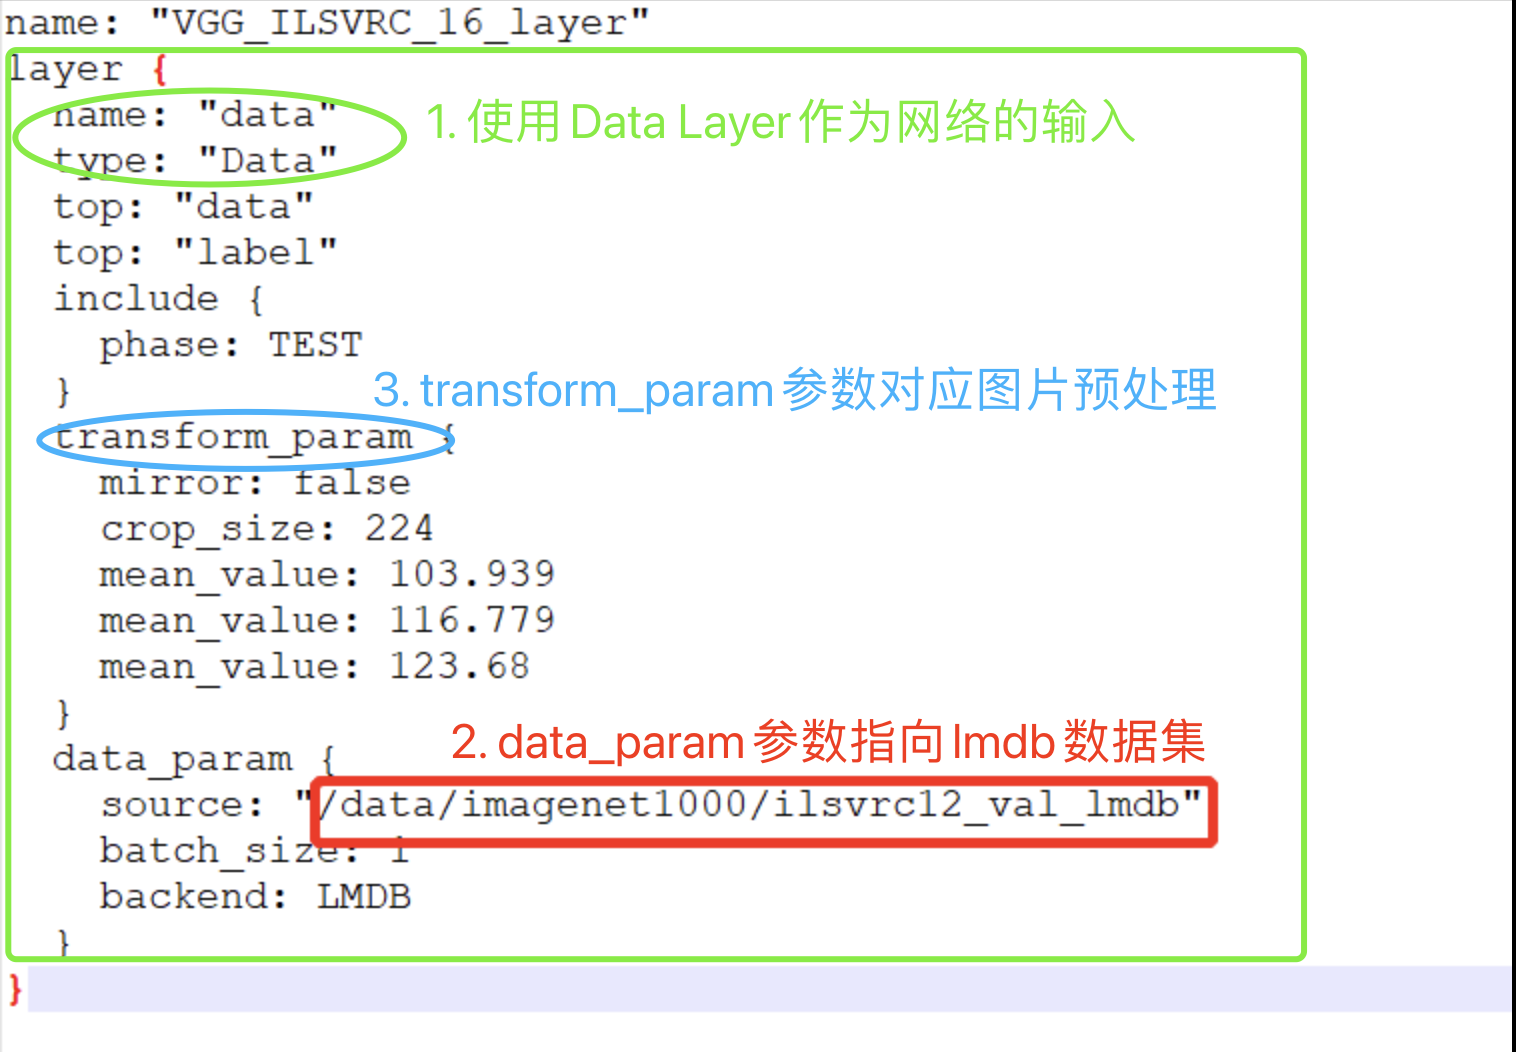 name: "VGG_ILSVRC_16_layer"
layer {
name: "data"
1. 使用 Data Layer 作为网络的输入
type: "Data"
top: "data"
top: "label"
include {
phase: TEST
}
3. transform_param 参数对应图片预处理
transform_param {
mirror: false
crop_size: 224
mean_value: 103.939
mean_value: 116.779
mean_value: 123.68
}
2. data_param 参数指向 lmdb 数据集
data_param {
source: "/data/imagenet1000/ilsvrc12_val_lmdb"
batch_size: 1
backend: LMDB
}
}